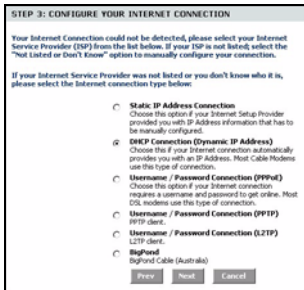 STEP 3: CONFIGURE YOUR INTERNET CONNECTION
Your Internet Connection could not be detected, please select your Internet
Service Provider (ISP) from the list below. If your ISP is not listed; select the
"Not Listed or Don't Know" option to manually configure your connection.
If your Internet Service Provider was not listed or you don't know who it is,
please select the Internet connection type below:
Static IP Address Connection
Choose this option if your Internet Setup Provider
provided you with IP Address information that has to
be manually configured.
DHCP Connection (Dynamic IP Address)
Choose this if your Internet connection automatically
provides you with an IP Address. Most Cable Modems
use this type of connection.
Username / Password Connection (PPPoE)
Choose this option if your Internet connection
requires a username and password to get online. Most
DSL modems use this type of connection.
Username / Password Connection (PPTP)
PPTP client.
Username / Password Connection (L2TP)
L2TP client.
BigPond
BigPond Cable (Australia)
Prev Next Cancel